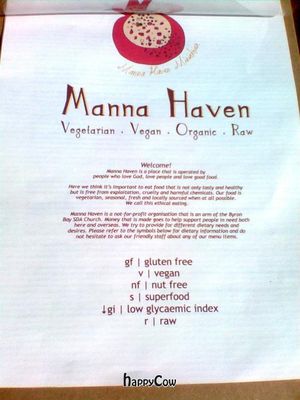 Manna Haven
Vegetarian . Vegan . Organic . Raw
Welcome!
Manna Haven is a place that is operated by
people who love God, love people and love good food.
Here we think it's important to eat food that is not only tasty and healthy
but is free from exploitation, cruelty and harmful chemicals. Our food is
vegetarian, seasonal, fresh and locally sourced when at all possible.
We call this ethical eating.
Manna Haven is a not-for-profit organisation that is an arm of the Byron
Bay SDA Church. Money that is made goes to help support people in need both
here and overseas. We try to provide for different dietary needs and
desires. Please refer to the symbols below for dietary information and do
not hesitate to ask our friendly staff about any of our menu items.
gf | gluten free
v | vegan
nf | nut free
s | superfood
↓gi | low glycaemic index
r | raw
HappyCow